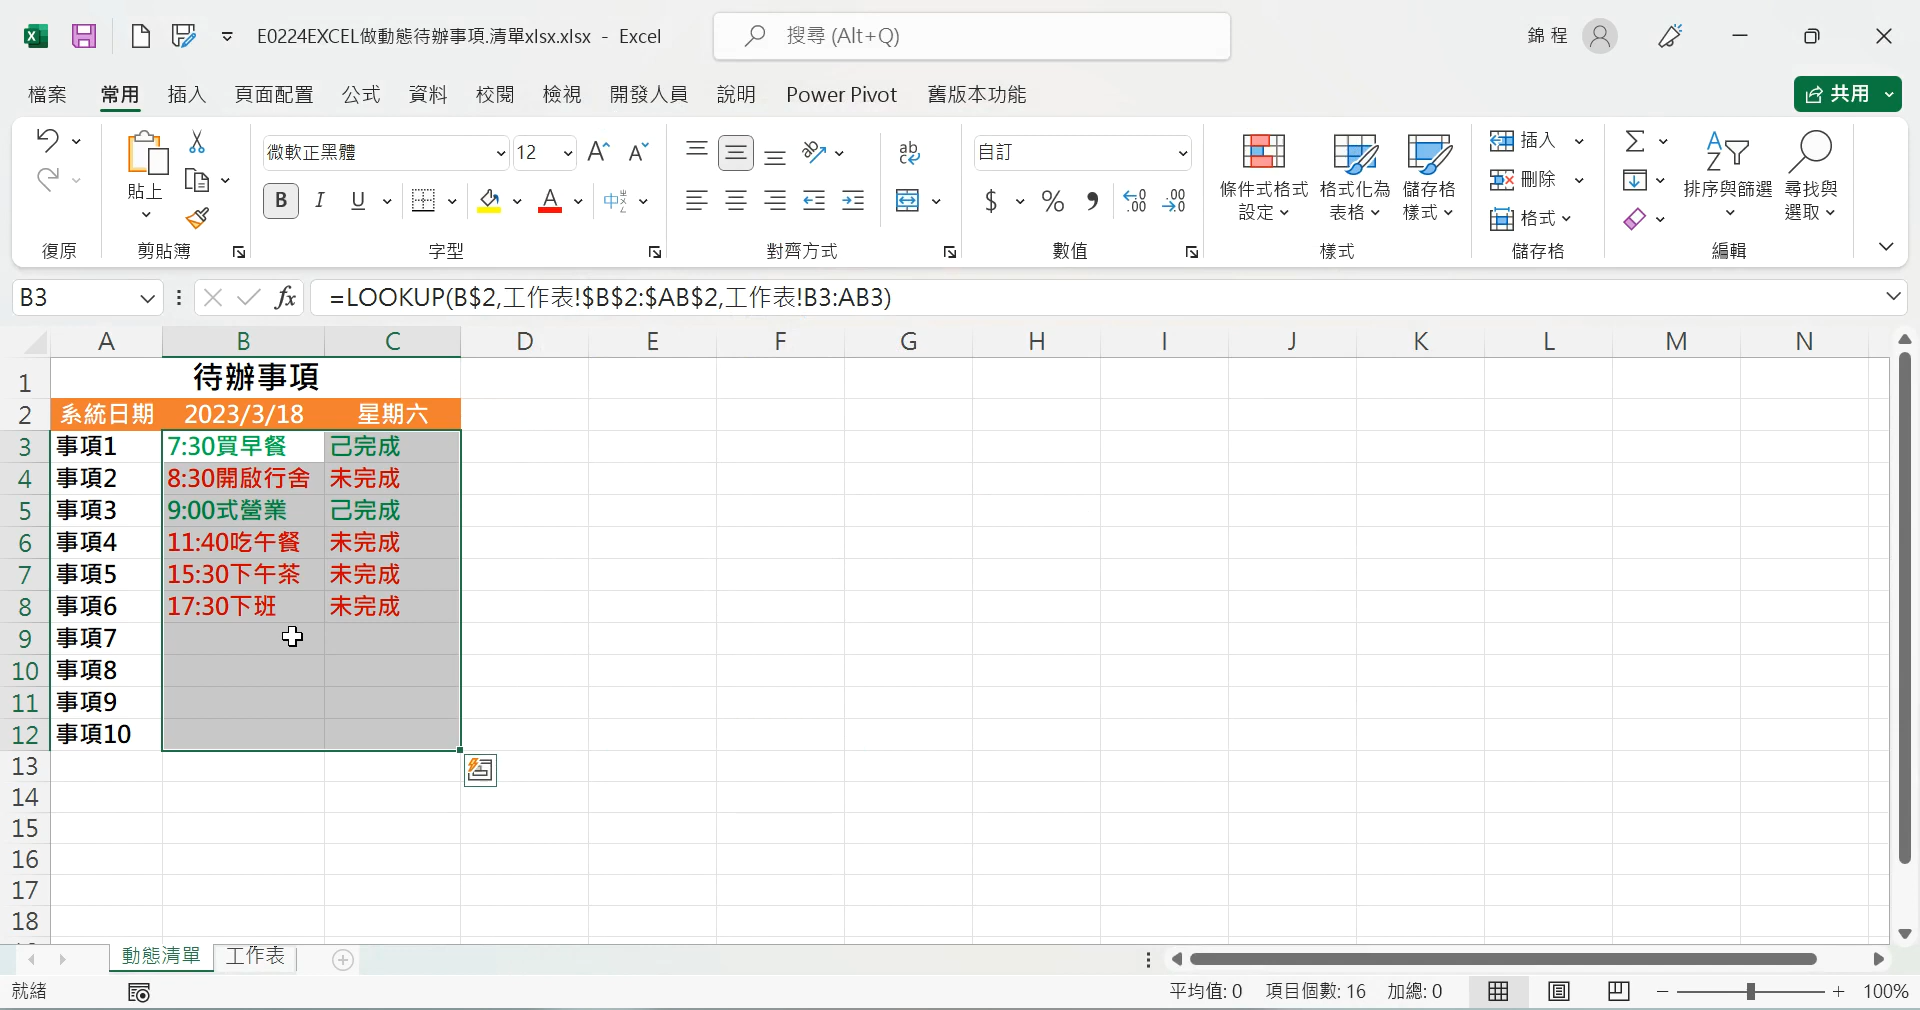 E0224EXCEL做動態待辦事項.清單xlsx.xlsx - Excel
搜尋 (Alt+Q)
錦 程
檔案 常用 插入 頁面配置 公式 資料 校閱 檢視 開發人員 說明 Power Pivot 舊版本功能
共用
貼上
微軟正黑體 12
B I U A
ab
自訂
$ % 9
條件式格式設定
格式化為表格
儲存格樣式
插入
刪除
格式
排序與篩選
尋找與選取
復原 剪貼簿 字型 對齊方式 數值 樣式 儲存格 編輯
B3 fx =LOOKUP(B$2,工作表!$B$2:$AB$2,工作表!B3:AB3)
A B C D E F G H I J K L M N
1 待辦事項
2 系統日期 2023/3/18 星期六
3 事項1 7:30買早餐 己完成
4 事項2 8:30開啟行舍 未完成
5 事項3 9:00式營業 己完成
6 事項4 11:40吃午餐 未完成
7 事項5 15:30下午茶 未完成
8 事項6 17:30下班 未完成
9 事項7
10 事項8
11 事項9
12 事項10
13
14
15
16
17
18
動態清單 工作表
就緒 平均值: 0 項目個數: 16 加總: 0 100%